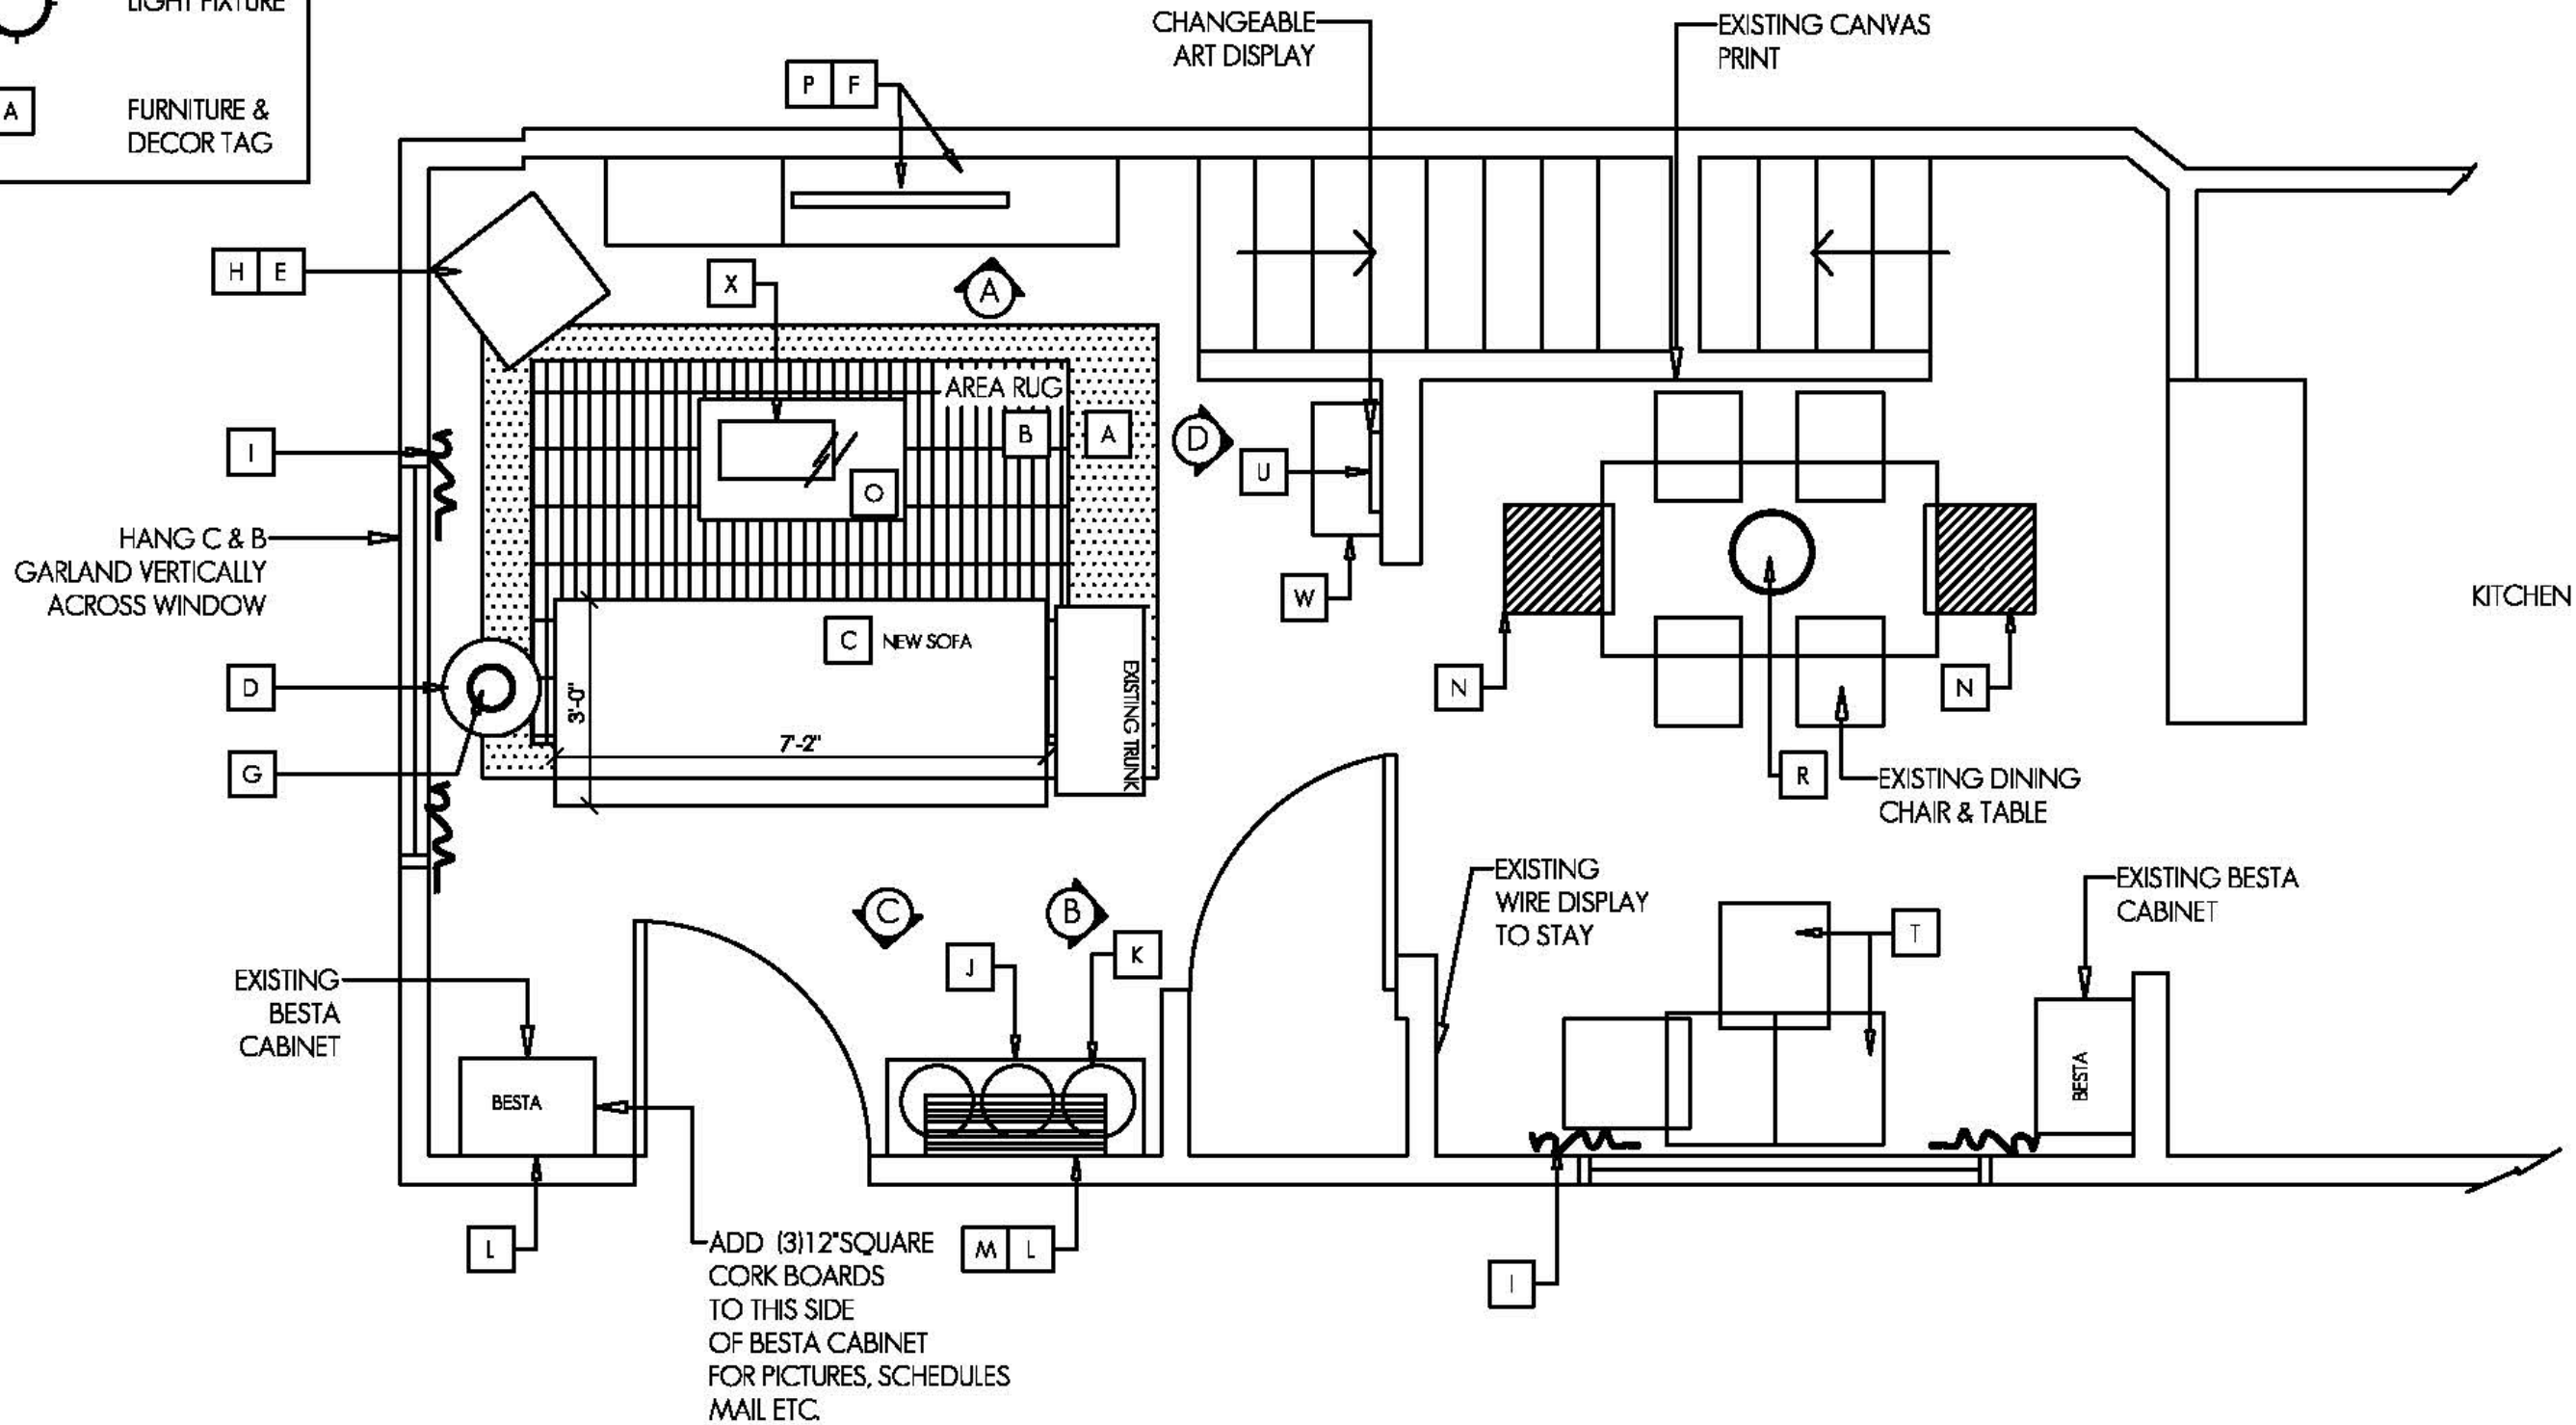 LIGHT FIXTURE
A
FURNITURE &
DECOR TAG
P F
CHANGEABLE
ART DISPLAY
EXISTING CANVAS
PRINT
H E
X
A
AREA RUG
B
A
D
I
O
U
HANG C & B
GARLAND VERTICALLY
ACROSS WINDOW
W
KITCHEN
C NEW SOFA
D
3'-0"
7'-2"
EXISTING TRUNK
N
N
G
R
EXISTING DINING
CHAIR & TABLE
C
B
EXISTING
WIRE DISPLAY
TO STAY
EXISTING BESTA
CABINET
T
J
K
EXISTING
BESTA
CABINET
BESTA
BESTA
L
ADD (3)12"SQUARE
CORK BOARDS
TO THIS SIDE
OF BESTA CABINET
FOR PICTURES, SCHEDULES
MAIL ETC.
M L
I